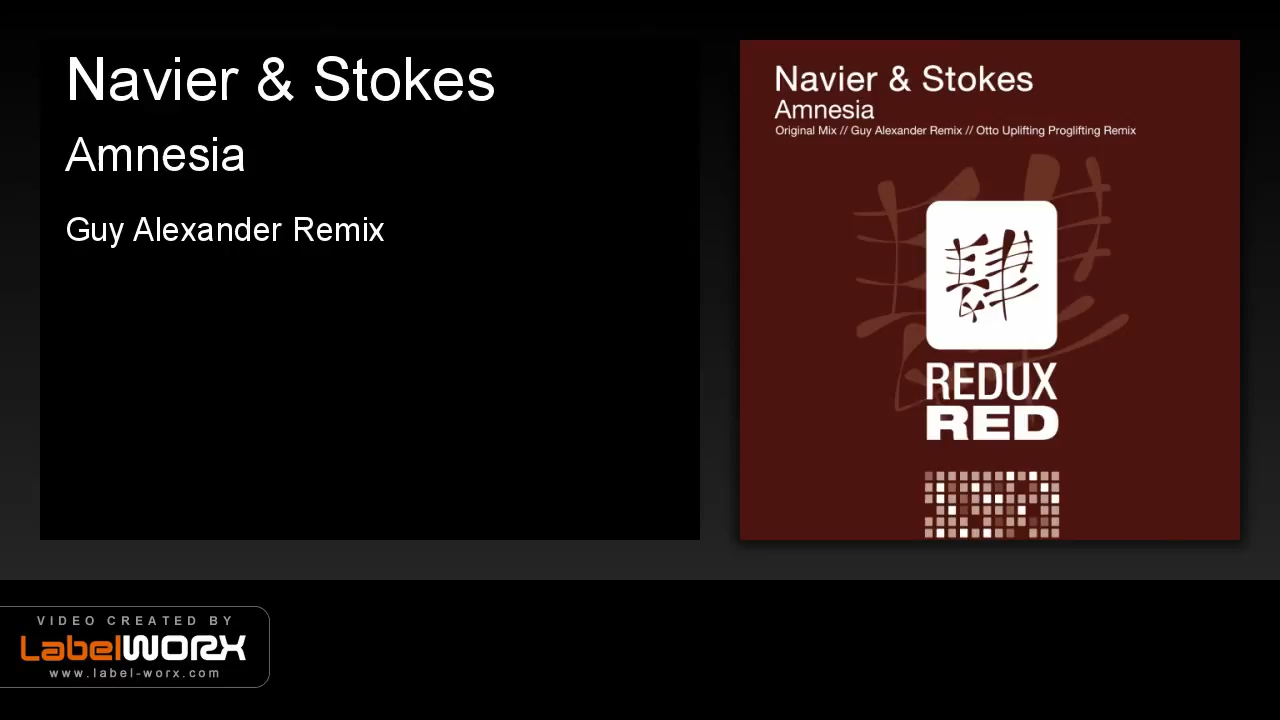 Navier & Stokes
Amnesia
Guy Alexander Remix
Navier & Stokes
Amnesia
Original Mix // Guy Alexander Remix // Otto Uplifting Proglifting Remix
肆
REDUX
RED
VIDEO CREATED BY
LabelWORX
www.label-worx.com